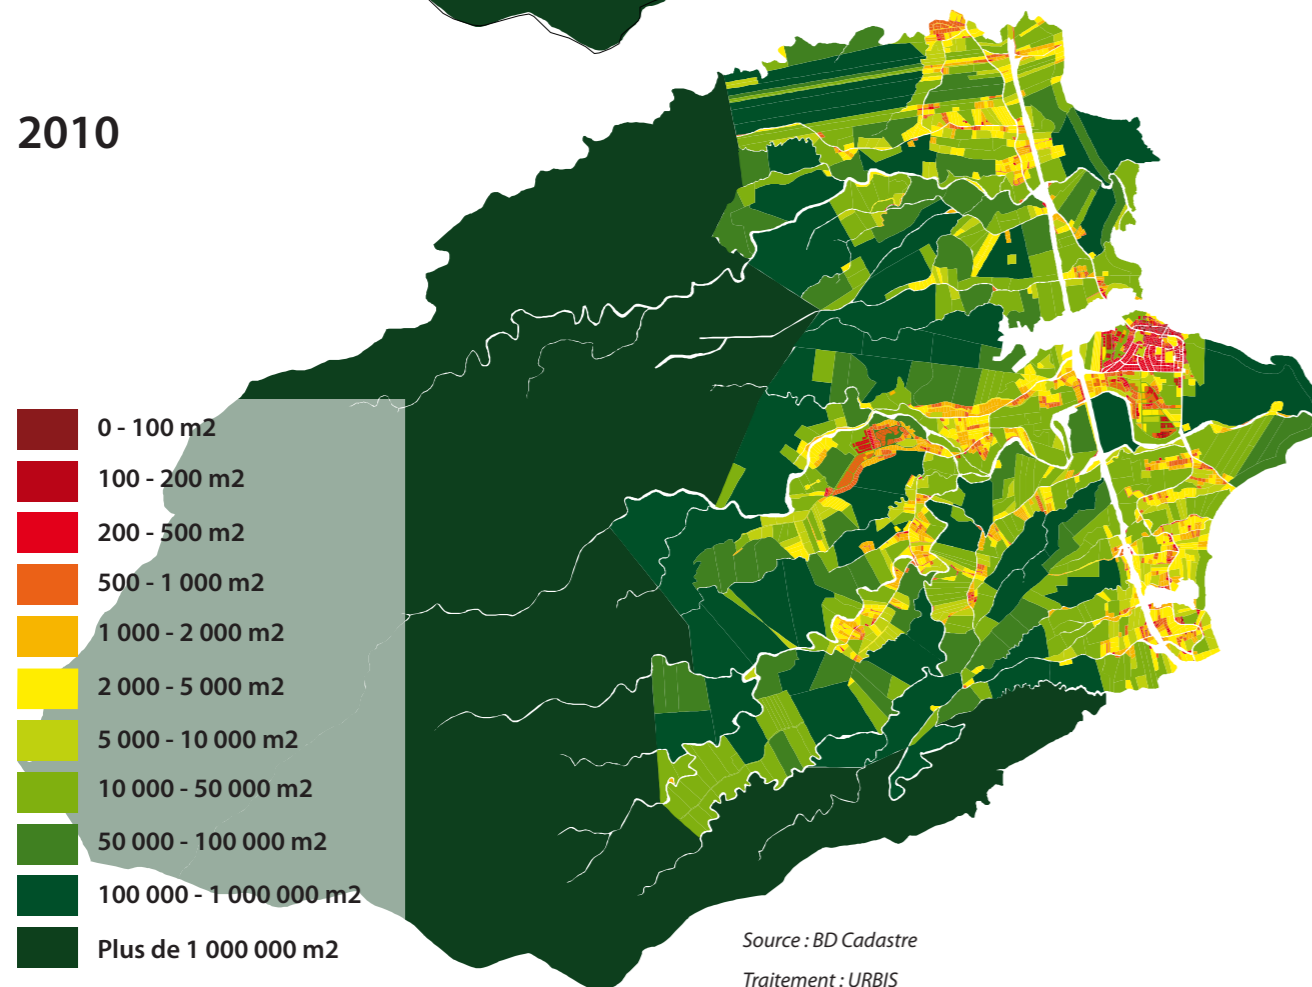 2010
0 - 100 m2
100 - 200 m2
200 - 500 m2
500 - 1 000 m2
1 000 - 2 000 m2
2 000 - 5 000 m2
5 000 - 10 000 m2
10 000 - 50 000 m2
50 000 - 100 000 m2
100 000 - 1 000 000 m2
Plus de 1 000 000 m2
Source : BD Cadastre
Traitement : URBIS